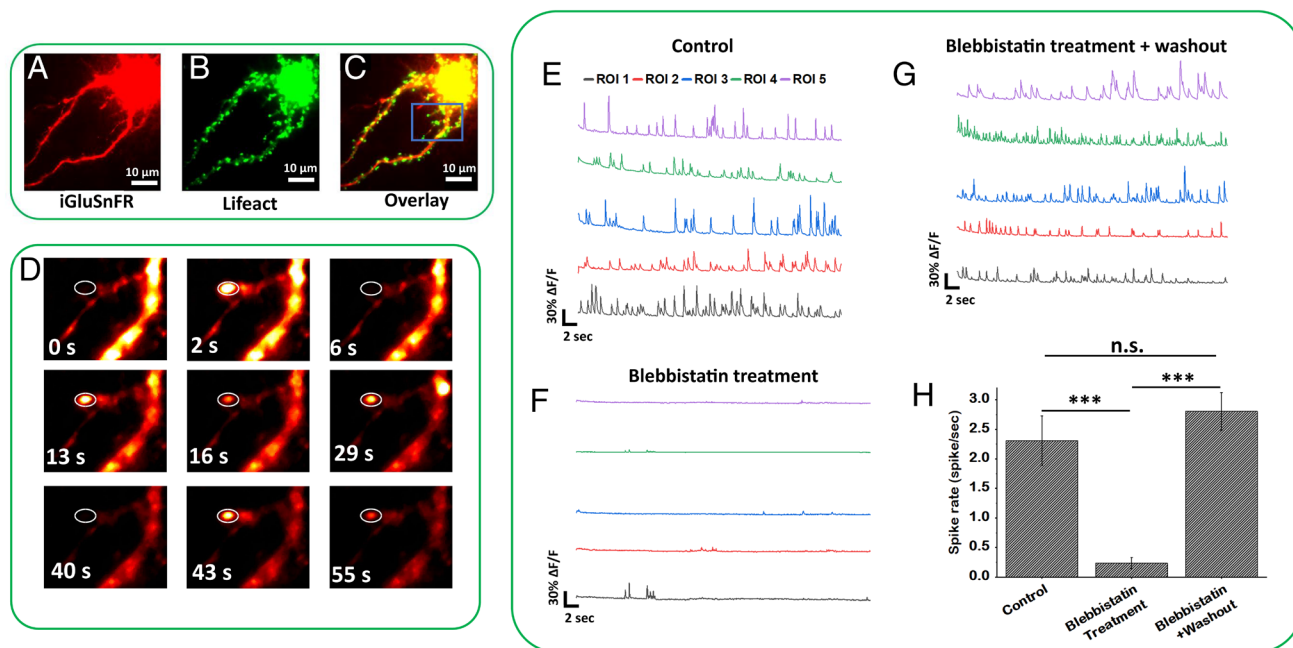 A
B
C
10 μm
10 μm
10 μm
iGluSnFR
Lifeact
Overlay
D
0 s
2 s
6 s
13 s
16 s
29 s
40 s
43 s
55 s
Control
E
ROI 1
ROI 2
ROI 3
ROI 4
ROI 5
30% ΔF/F
2 sec
Blebbistatin treatment
F
30% ΔF/F
2 sec
Blebbistatin treatment + washout
G
30% ΔF/F
2 sec
H
n.s.
***
***
Spike rate (spike/sec)
3.0
2.5
2.0
1.5
1.0
0.5
0.0
Control
Blebbistatin
Treatment
Blebbistatin
+Washout